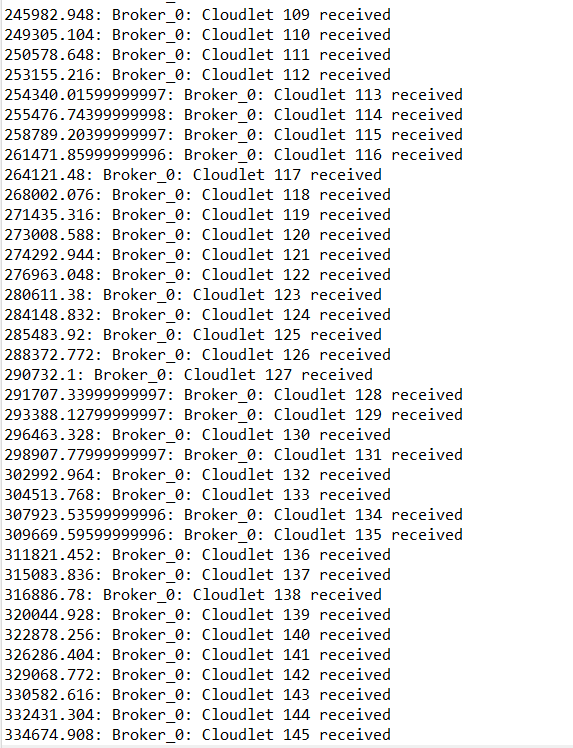 245982.948: Broker_0: Cloudlet 109 received
249305.104: Broker_0: Cloudlet 110 received
250578.648: Broker_0: Cloudlet 111 received
253155.216: Broker_0: Cloudlet 112 received
254340.01599999997: Broker_0: Cloudlet 113 received
255476.74399999998: Broker_0: Cloudlet 114 received
258789.20399999997: Broker_0: Cloudlet 115 received
261471.85999999996: Broker_0: Cloudlet 116 received
264121.48: Broker_0: Cloudlet 117 received
268002.076: Broker_0: Cloudlet 118 received
271435.316: Broker_0: Cloudlet 119 received
273008.588: Broker_0: Cloudlet 120 received
274292.944: Broker_0: Cloudlet 121 received
276963.048: Broker_0: Cloudlet 122 received
280611.38: Broker_0: Cloudlet 123 received
284148.832: Broker_0: Cloudlet 124 received
285483.92: Broker_0: Cloudlet 125 received
288372.772: Broker_0: Cloudlet 126 received
290732.1: Broker_0: Cloudlet 127 received
291707.33999999997: Broker_0: Cloudlet 128 received
293388.12799999997: Broker_0: Cloudlet 129 received
296463.328: Broker_0: Cloudlet 130 received
298907.77999999997: Broker_0: Cloudlet 131 received
302992.964: Broker_0: Cloudlet 132 received
304513.768: Broker_0: Cloudlet 133 received
307923.53599999996: Broker_0: Cloudlet 134 received
309669.59599999996: Broker_0: Cloudlet 135 received
311821.452: Broker_0: Cloudlet 136 received
315083.836: Broker_0: Cloudlet 137 received
316886.78: Broker_0: Cloudlet 138 received
320044.928: Broker_0: Cloudlet 139 received
322878.256: Broker_0: Cloudlet 140 received
326286.404: Broker_0: Cloudlet 141 received
329068.772: Broker_0: Cloudlet 142 received
330582.616: Broker_0: Cloudlet 143 received
332431.304: Broker_0: Cloudlet 144 received
334674.908: Broker_0: Cloudlet 145 received